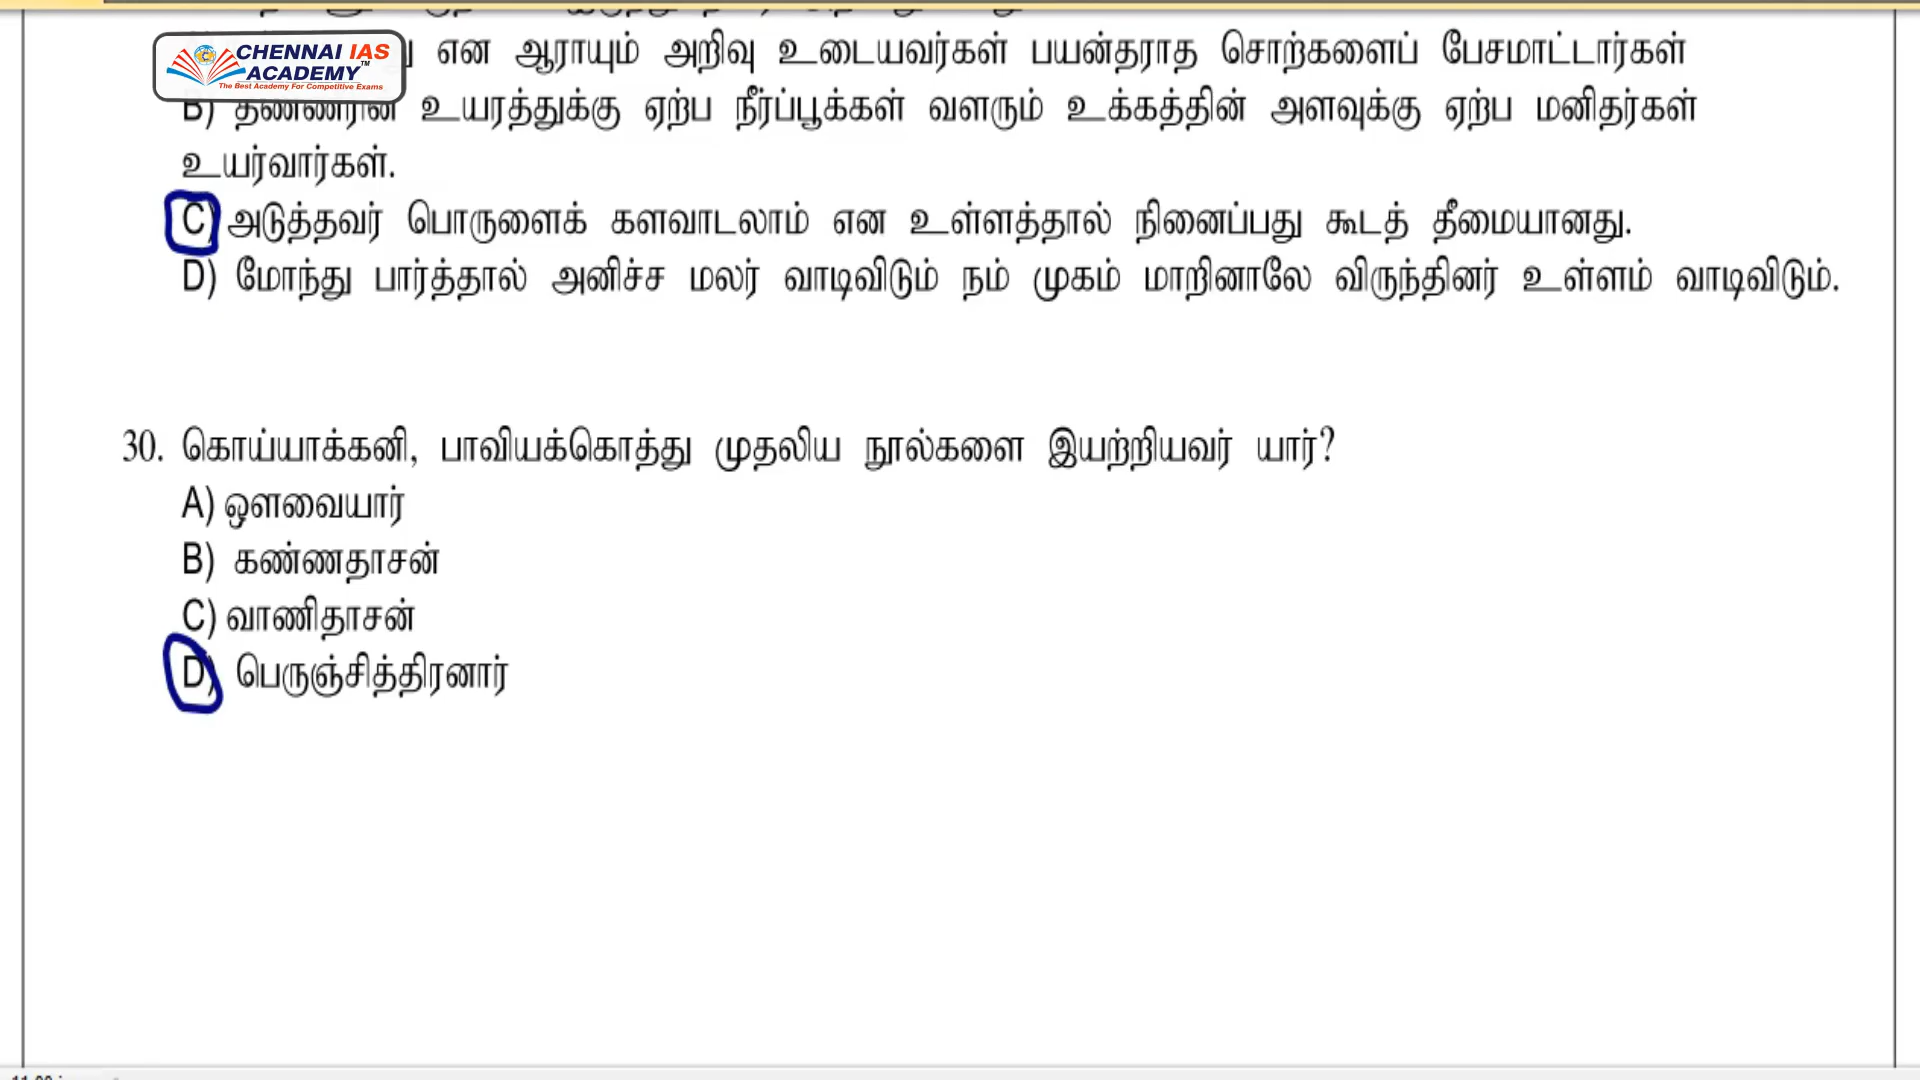 CHENNAI IAS
ACADEMY™
The Best Academy For Competitive Exams
என ஆராயும் அறிவு உடையவர்கள் பயன்தராத சொற்களைப் பேசமாட்டார்கள்
B) தண்ணீரின் உயரத்துக்கு ஏற்ப நீர்ப்பூக்கள் வளரும் உக்கத்தின் அளவுக்கு ஏற்ப மனிதர்கள்
உயர்வார்கள்.
C) அடுத்தவர் பொருளைக் களவாடலாம் என உள்ளத்தால் நினைப்பது கூடத் தீமையானது.
D) மோந்து பார்த்தால் அனிச்ச மலர் வாடிவிடும் நம் முகம் மாறினாலே விருந்தினர் உள்ளம் வாடிவிடும்.
30. கொய்யாக்கனி, பாவியக்கொத்து முதலிய நூல்களை இயற்றியவர் யார்?
A) ஔவையார்
B) கண்ணதாசன்
C) வாணிதாசன்
D) பெருஞ்சித்திரனார்